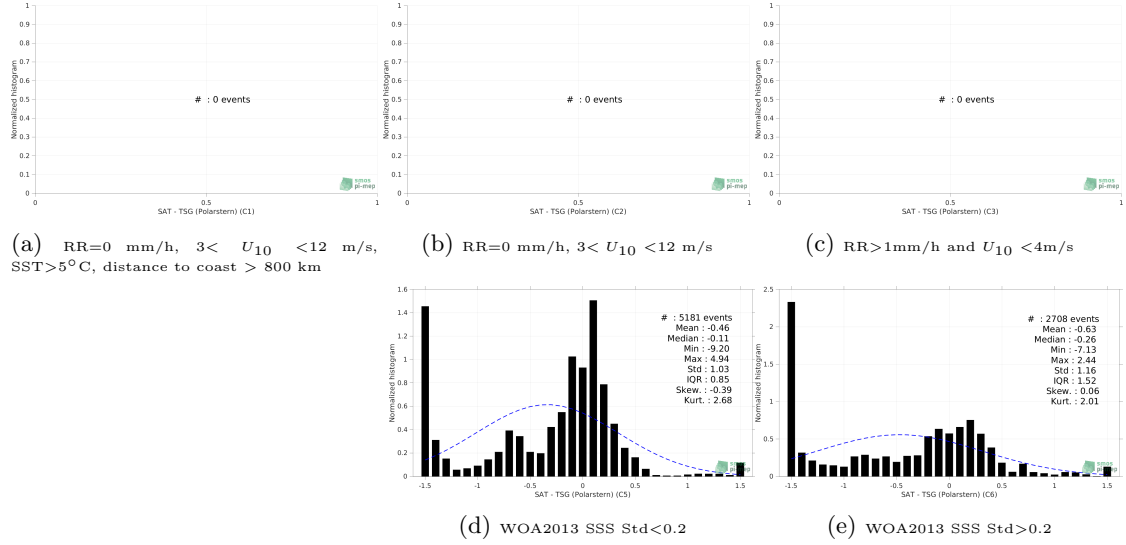 1
0.9
0.8
0.7
0.6
0.5
0.4
0.3
0.2
0.1
0
Normalized histogram
# : 0 events
smos
pi-mep
0 0.5 1
SAT - TSG (Polarstern) (C1)
1
0.9
0.8
0.7
0.6
0.5
0.4
0.3
0.2
0.1
0
Normalized histogram
# : 0 events
smos
pi-mep
0 0.5 1
SAT - TSG (Polarstern) (C2)
1
0.9
0.8
0.7
0.6
0.5
0.4
0.3
0.2
0.1
0
Normalized histogram
# : 0 events
smos
pi-mep
0 0.5 1
SAT - TSG (Polarstern) (C3)
(a) RR=0 mm/h, 3< U10 <12 m/s,
SST>5°C, distance to coast > 800 km
(b) RR=0 mm/h, 3< U10 <12 m/s
(c) RR>1mm/h and U10 <4m/s
1.6
1.4
1.2
1
0.8
0.6
0.4
0.2
0
Normalized histogram
# : 5181 events
Mean : -0.46
Median : -0.11
Min : -9.20
Max : 4.94
Std : 1.03
IQR : 0.85
Skew. : -0.39
Kurt. : 2.68
smos
pi-mep
-1.5 -1 -0.5 0 0.5 1 1.5
SAT - TSG (Polarstern) (C5)
2.5
2
1.5
1
0.5
0
Normalized histogram
# : 2708 events
Mean : -0.63
Median : -0.26
Min : -7.13
Max : 2.44
Std : 1.16
IQR : 1.52
Skew. : 0.06
Kurt. : 2.01
smos
pi-mep
-1.5 -1 -0.5 0 0.5 1 1.5
SAT - TSG (Polarstern) (C6)
(d) WOA2013 SSS Std<0.2
(e) WOA2013 SSS Std>0.2